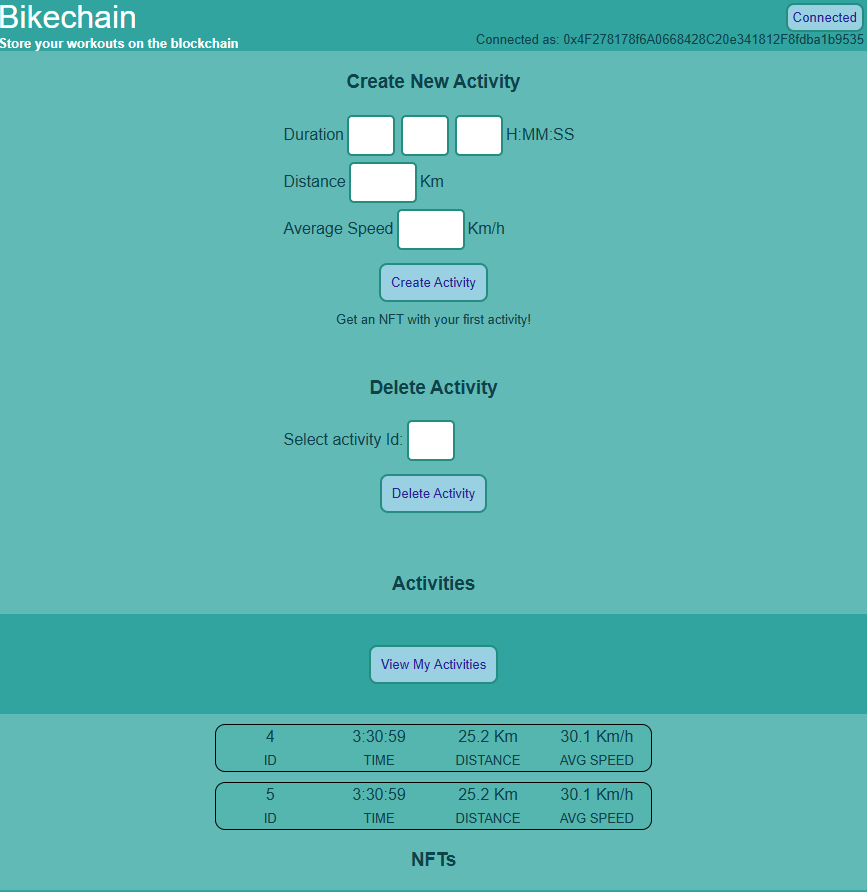 Bikechain
Connected
Store your workouts on the blockchain
Connected as: 0x4F278178f6A0668428C20e341812F8fdba1b9535
Create New Activity
Duration H:MM:SS
Distance Km
Average Speed Km/h
Create Activity
Get an NFT with your first activity!
Delete Activity
Select activity Id:
Delete Activity
Activities
View My Activities
4 3:30:59 25.2 Km 30.1 Km/h
ID TIME DISTANCE AVG SPEED
5 3:30:59 25.2 Km 30.1 Km/h
ID TIME DISTANCE AVG SPEED
NFTs